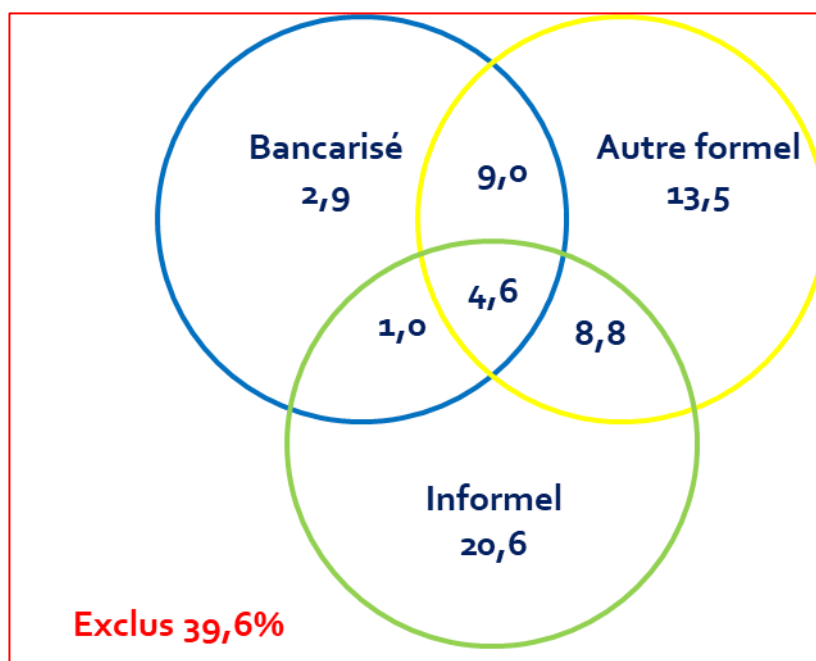 Bancarisé
2,9
9,0
Autre formel
13,5
4,6
1,0
8,8
Informel
20,6
Exclus 39,6%